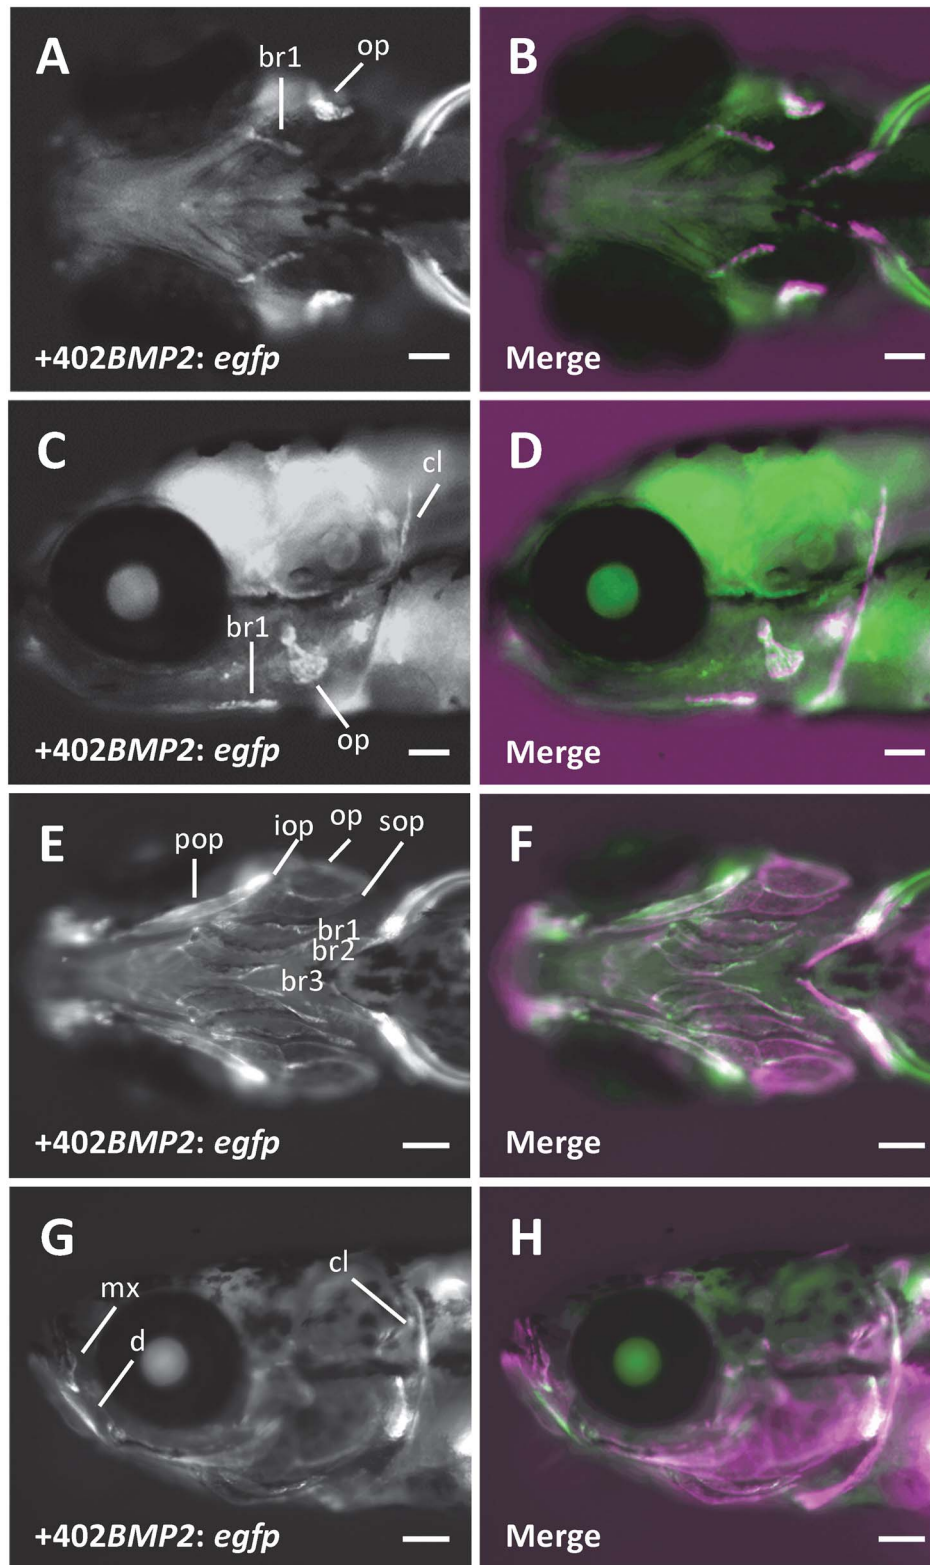 A
br1
op
+402BMP2: egfp
B
Merge
C
cl
br1
op
+402BMP2: egfp
D
Merge
E
pop
iop
op
sop
br1
br2
br3
+402BMP2: egfp
F
Merge
G
mx
d
cl
+402BMP2: egfp
H
Merge